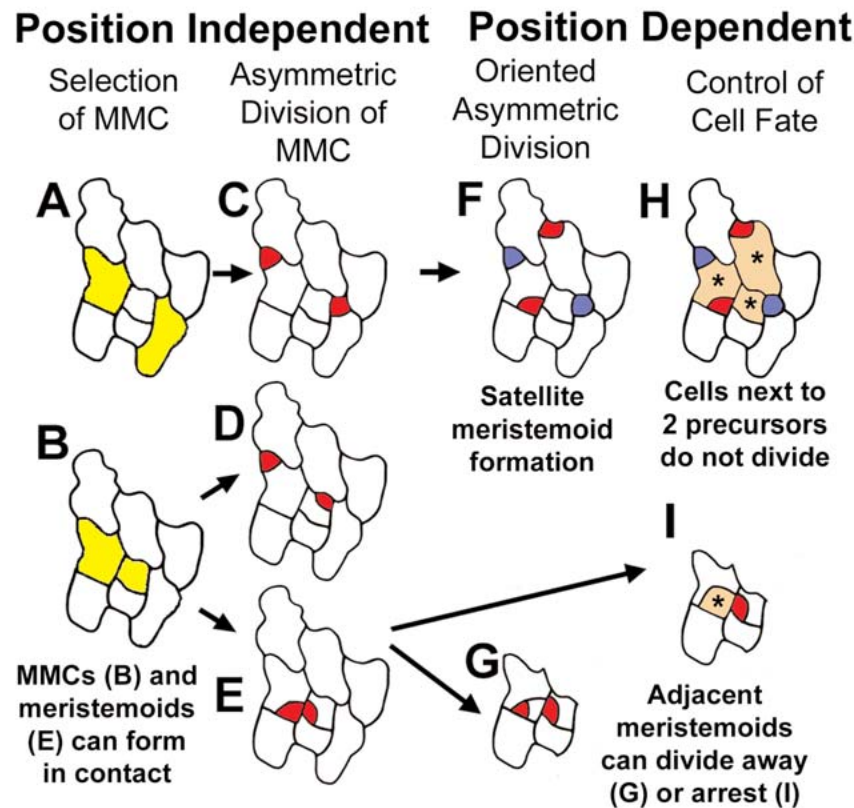 Position Independent
Position Dependent
Selection
of MMC
Asymmetric
Division of
MMC
Oriented
Asymmetric
Division
Control of
Cell Fate
A
C
F
H
*
*
*
Satellite
meristemoid
formation
Cells next to
2 precursors
do not divide
B
D
I
*
E
G
MMCs (B) and
meristemoids
(E) can form
in contact
Adjacent
meristemoids
can divide away
(G) or arrest (I)